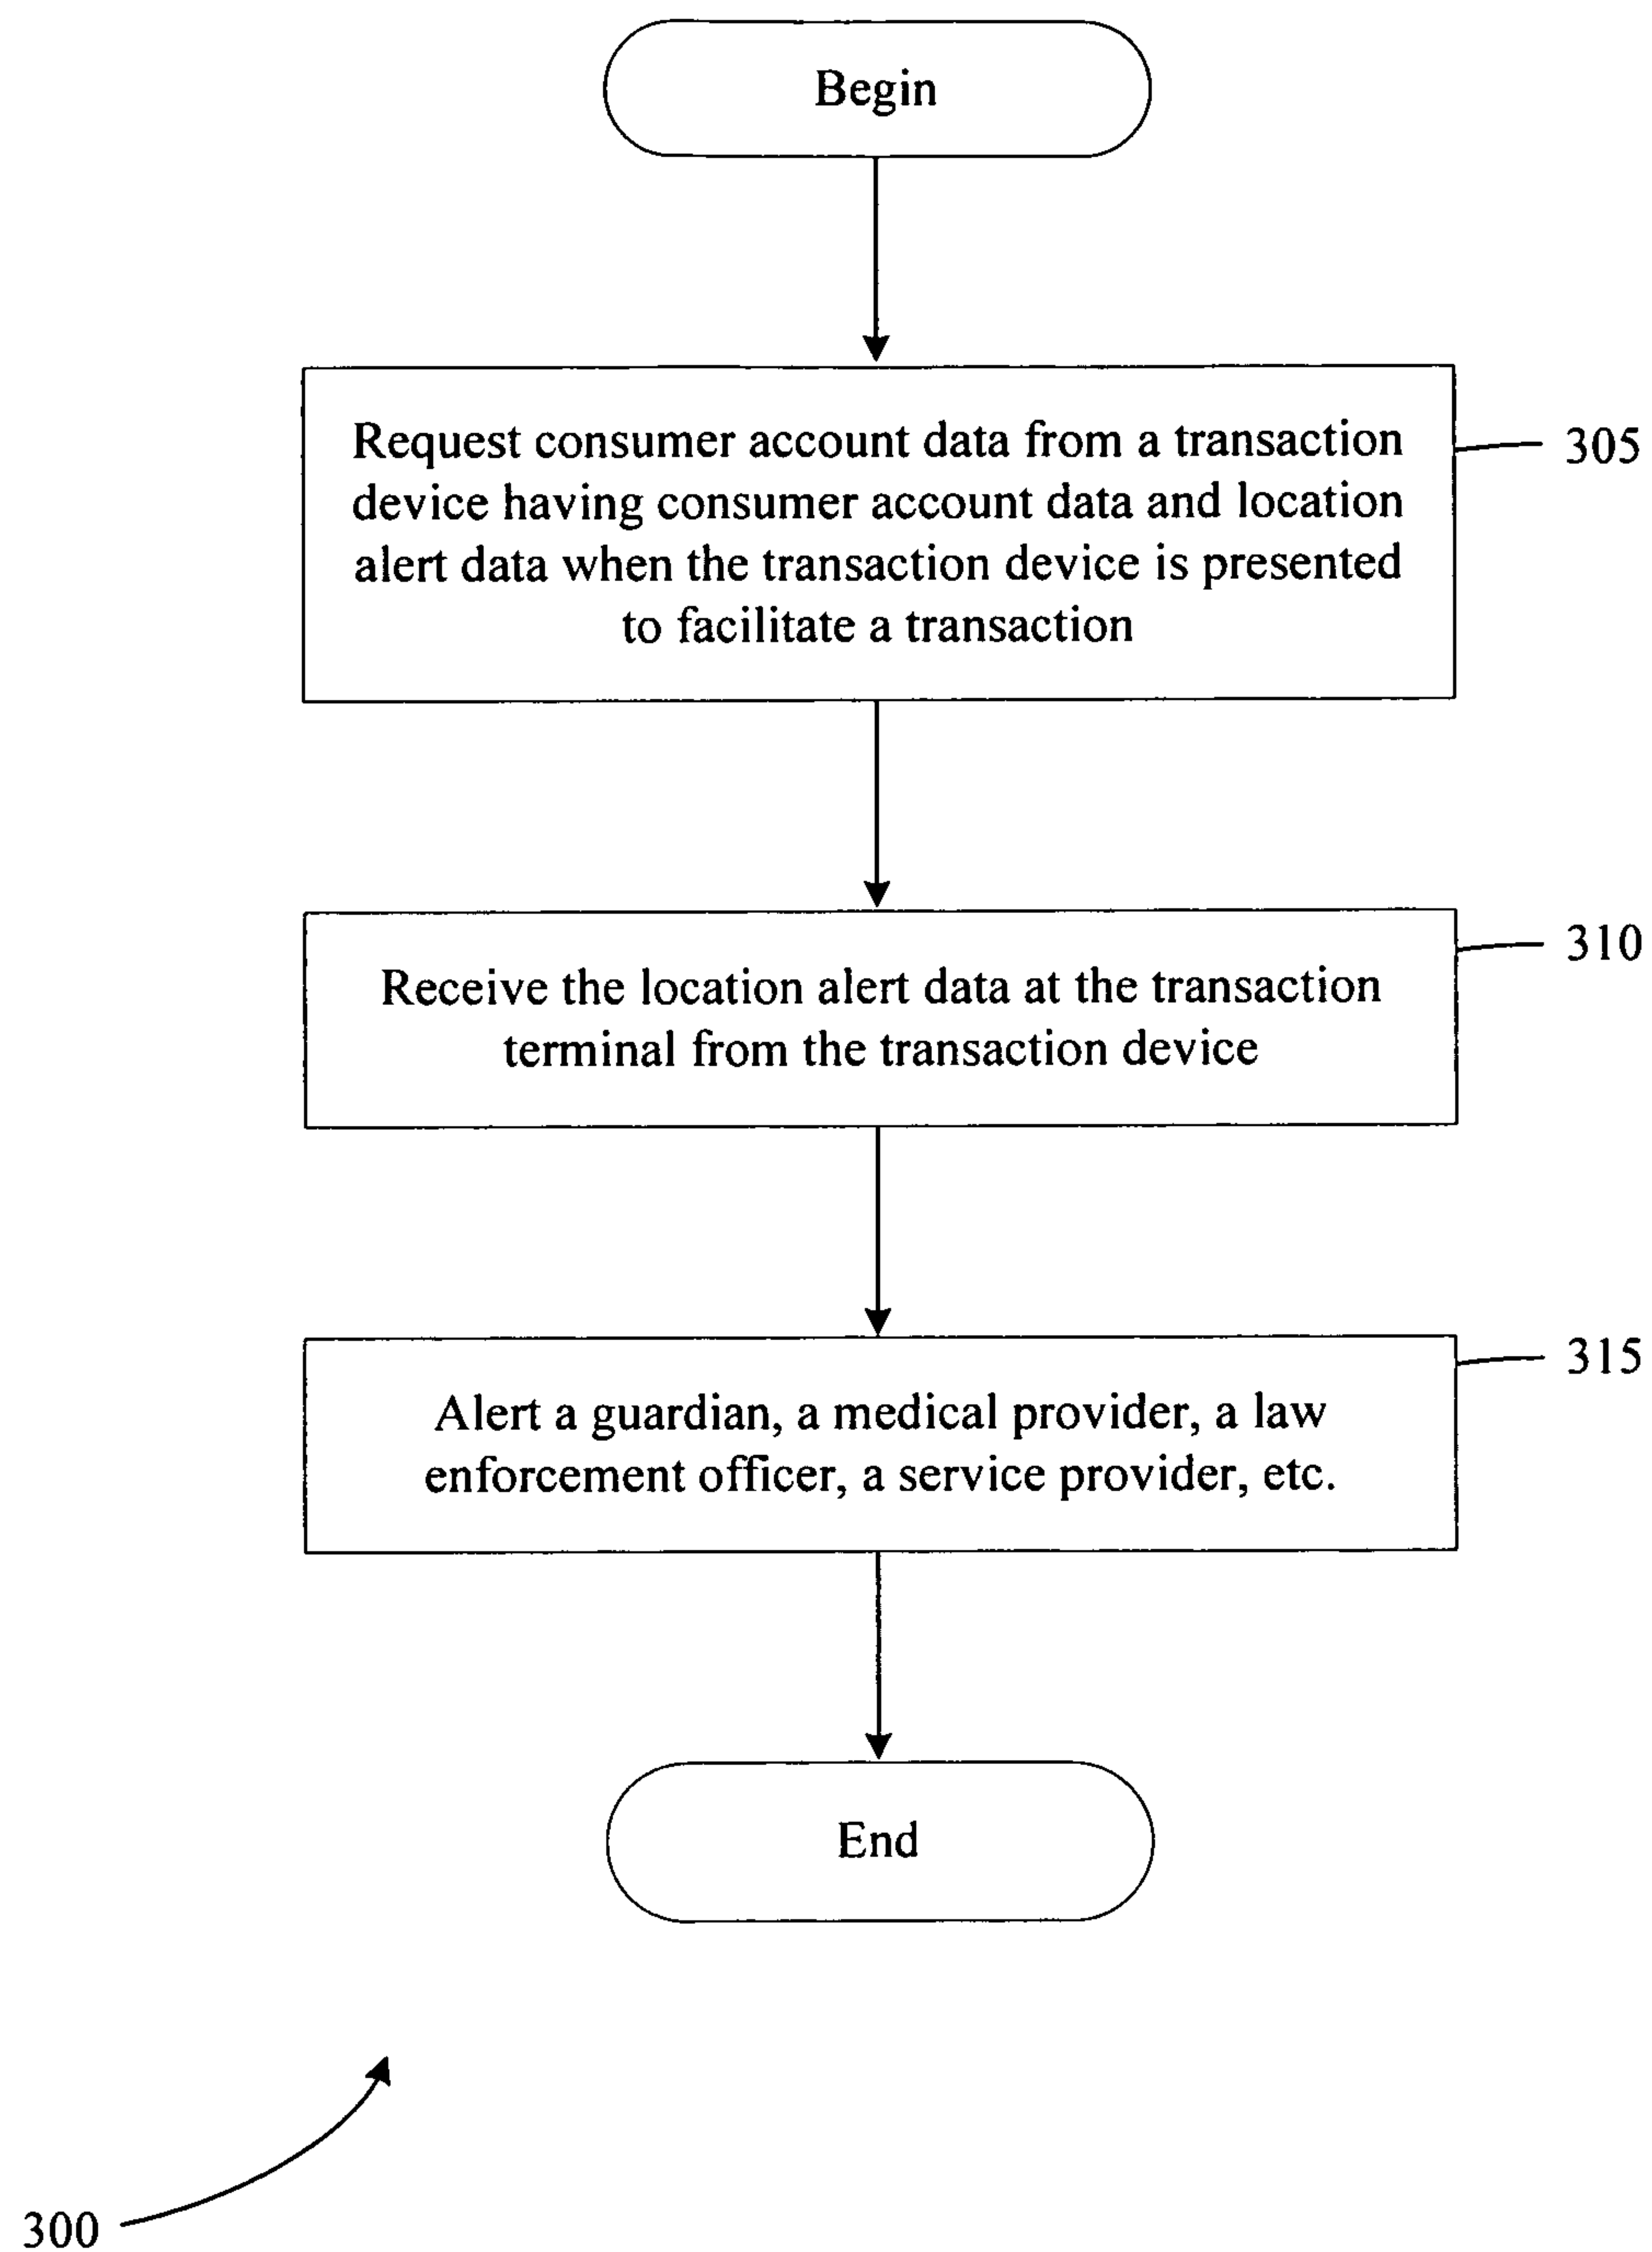 Begin
Request consumer account data from a transaction
device having consumer account data and location
alert data when the transaction device is presented
to facilitate a transaction
305
Receive the location alert data at the transaction
terminal from the transaction device
310
Alert a guardian, a medical provider, a law
enforcement officer, a service provider, etc.
315
End
300